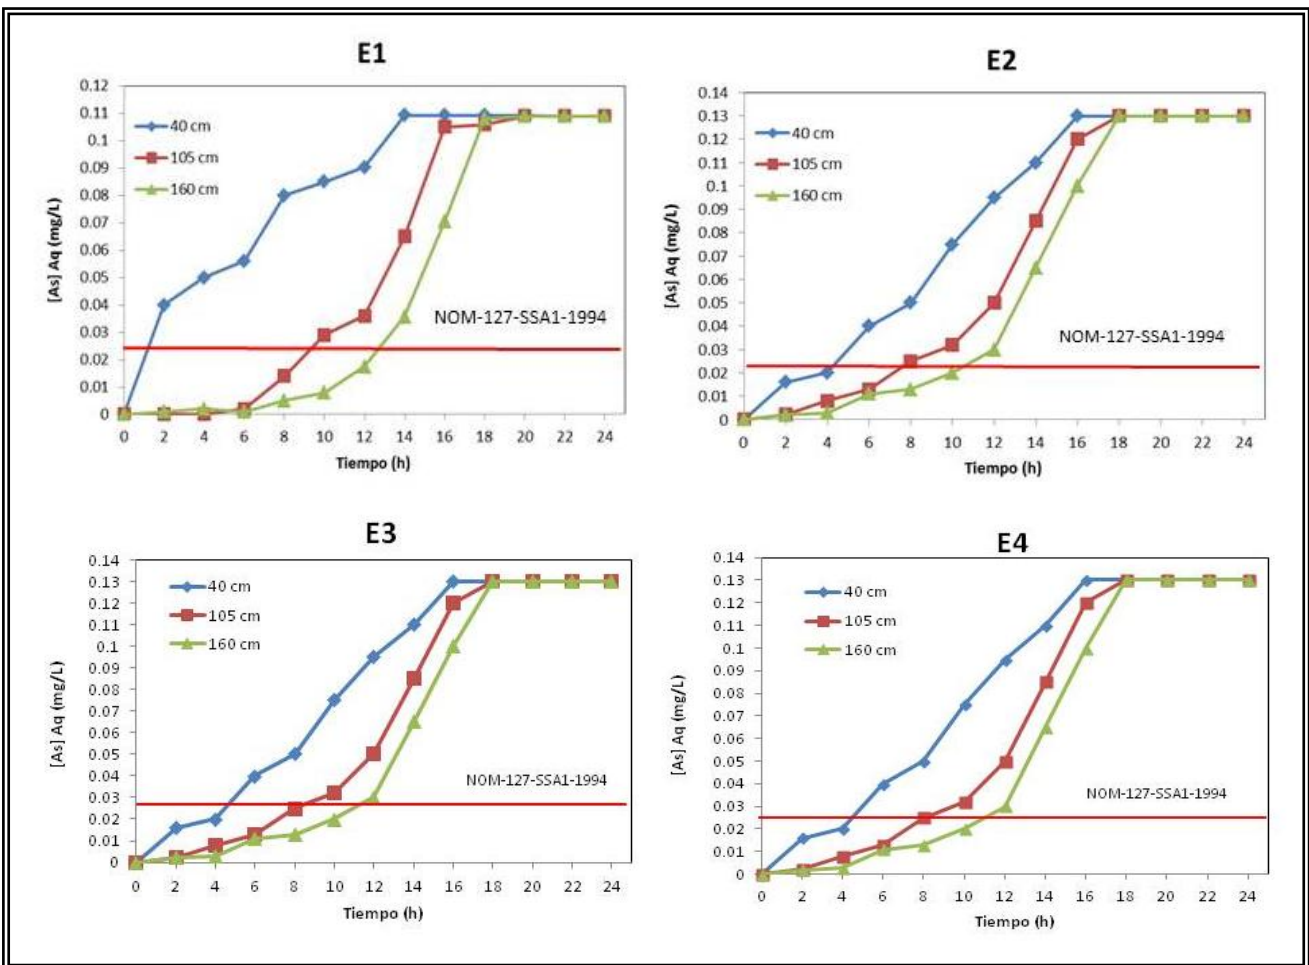 E1
0.12
0.11
0.1
0.09
0.08
0.07
0.06
0.05
0.04
0.03
0.02
0.01
0
[As] Aq (mg/L)
40 cm
105 cm
160 cm
NOM-127-SSA1-1994
0 2 4 6 8 10 12 14 16 18 20 22 24
Tiempo (h)
E2
0.14
0.13
0.12
0.11
0.1
0.09
0.08
0.07
0.06
0.05
0.04
0.03
0.02
0.01
0
[As] Aq (mg/L)
40 cm
105 cm
160 cm
NOM-127-SSA1-1994
0 2 4 6 8 10 12 14 16 18 20 22 24
Tiempo (h)
E3
0.14
0.13
0.12
0.11
0.1
0.09
0.08
0.07
0.06
0.05
0.04
0.03
0.02
0.01
0
[As] Aq (mg/L)
40 cm
105 cm
160 cm
NOM-127-SSA1-1994
0 2 4 6 8 10 12 14 16 18 20 22 24
Tiempo (h)
E4
0.14
0.13
0.12
0.11
0.1
0.09
0.08
0.07
0.06
0.05
0.04
0.03
0.02
0.01
0
[As] Aq (mg/L)
40 cm
105 cm
160 cm
NOM-127-SSA1-1994
0 2 4 6 8 10 12 14 16 18 20 22 24
Tiempo (h)